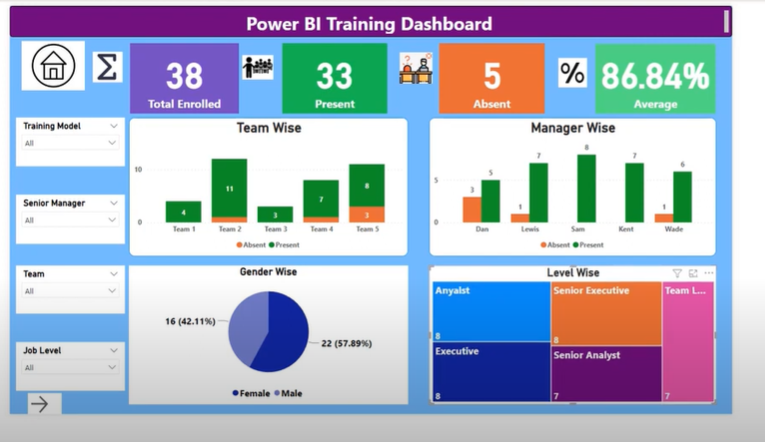 Power BI Training Dashboard
Σ
38
Total Enrolled
33
Present
5
Absent
%
86.84%
Average
Training Model
All
Senior Manager
All
Team
All
Job Level
All
Team Wise
10
0
4
11
3
7
8
3
Team 1
Team 2
Team 3
Team 4
Team 5
Absent
Present
Manager Wise
5
0
3
5
1
7
8
7
1
6
Dan
Lewis
Sam
Kent
Wade
Absent
Present
Gender Wise
16 (42.11%)
22 (57.89%)
Female
Male
Level Wise
Anyalst
8
Executive
8
Senior Executive
8
Senior Analyst
7
Team L...
7